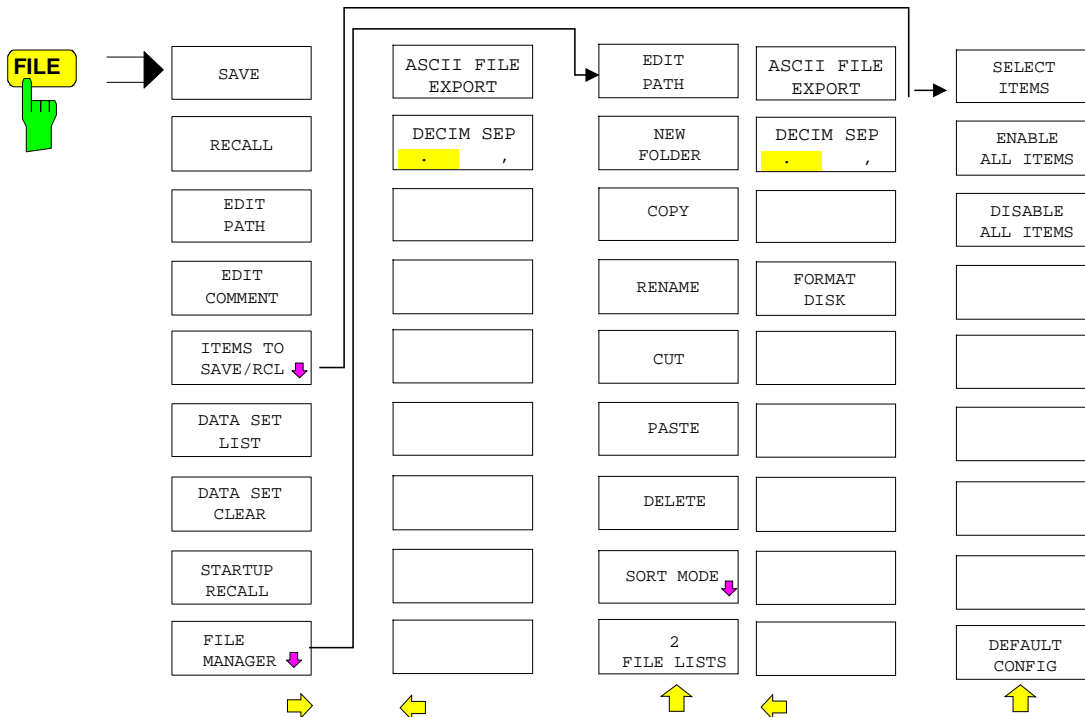 FILE
SAVE
RECALL
EDIT
PATH
EDIT
COMMENT
ITEMS TO
SAVE/RCL
DATA SET
LIST
DATA SET
CLEAR
STARTUP
RECALL
FILE
MANAGER
ASCII FILE
EXPORT
DECIM SEP
. ,
EDIT
PATH
NEW
FOLDER
COPY
RENAME
CUT
PASTE
DELETE
SORT MODE
2
FILE LISTS
ASCII FILE
EXPORT
DECIM SEP
. ,
FORMAT
DISK
SELECT
ITEMS
ENABLE
ALL ITEMS
DISABLE
ALL ITEMS
DEFAULT
CONFIG